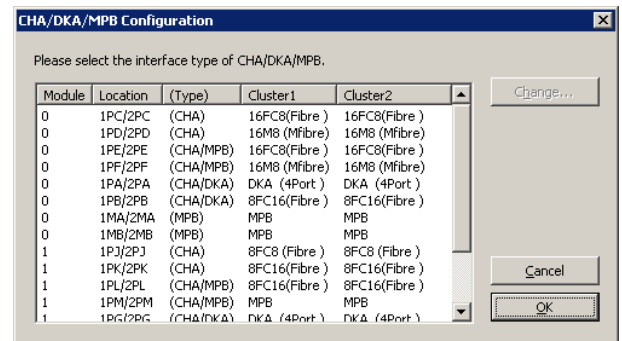 CHA/DKA/MPB Configuration
Please select the interface type of CHA/DKA/MPB.
Change...
Module Location (Type) Cluster1 Cluster2
0 1PC/2PC (CHA) 16FC8(Fibre ) 16FC8(Fibre )
0 1PD/2PD (CHA) 16M8 (Mfibre) 16M8 (Mfibre)
0 1PE/2PE (CHA/MPB) 16FC8(Fibre ) 16FC8(Fibre )
0 1PF/2PF (CHA/MPB) 16M8 (Mfibre) 16M8 (Mfibre)
0 1PA/2PA (CHA/DKA) DKA (4Port ) DKA (4Port )
0 1PB/2PB (CHA/DKA) 8FC16(Fibre ) 8FC16(Fibre )
0 1MA/2MA (MPB) MPB MPB
0 1MB/2MB (MPB) MPB MPB
1 1PJ/2PJ (CHA) 8FC8 (Fibre ) 8FC8 (Fibre )
1 1PK/2PK (CHA) 8FC16(Fibre ) 8FC16(Fibre )
1 1PL/2PL (CHA/MPB) 8FC16(Fibre ) 8FC16(Fibre )
1 1PM/2PM (CHA/MPB) MPB MPB
1 1PG/2PG (CHA/DKA) DKA (4Port ) DKA (4Port )
Cancel
OK